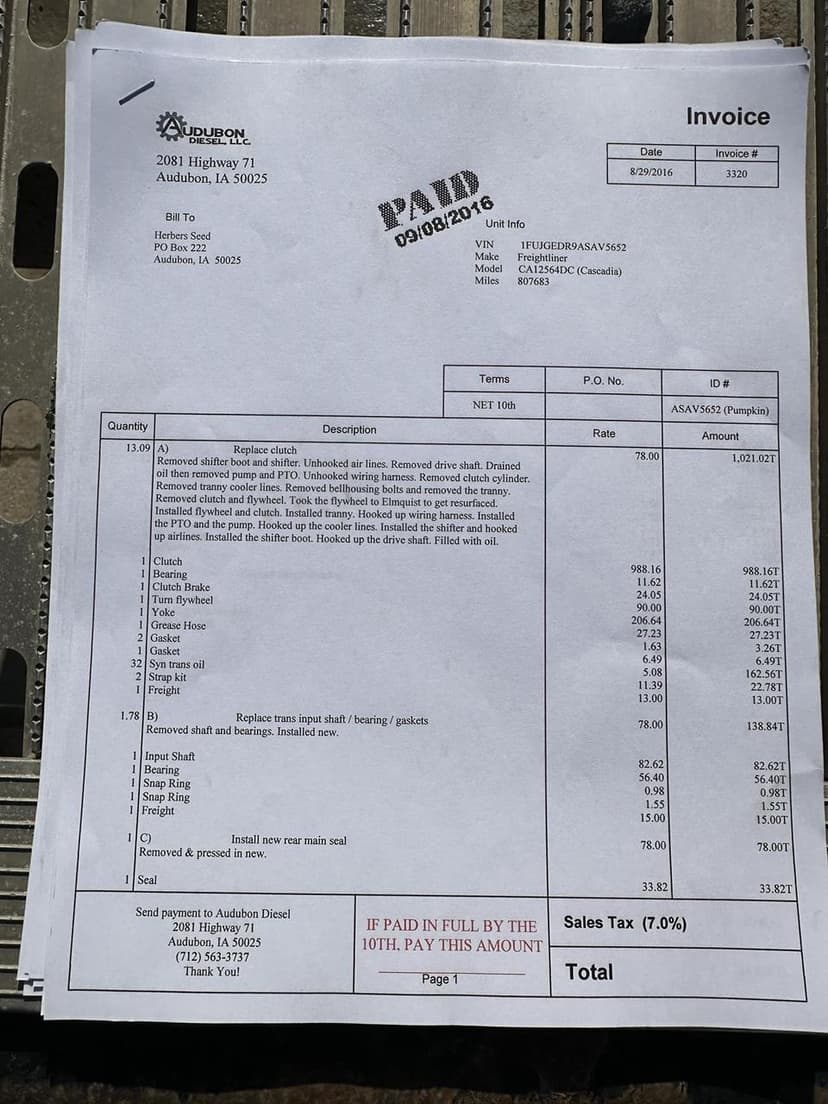 Invoice
AUDUBON
DIESEL, LLC.
2081 Highway 71
Audubon, IA 50025
Date Invoice #
8/29/2016 3320
PAID
09/08/2016
Bill To
Herbers Seed
PO Box 222
Audubon, IA 50025
Unit Info
VIN 1FUJGEDR9ASAV5652
Make Freightliner
Model CA12564DC (Cascadia)
Miles 807683
Terms P.O. No. ID #
NET 10th ASAV5652 (Pumpkin)
Quantity Description Rate Amount
13.09 A) Replace clutch 78.00 1,021.02T
Removed shifter boot and shifter. Unhooked air lines. Removed drive shaft. Drained
oil then removed pump and PTO. Unhooked wiring harness. Removed clutch cylinder.
Removed tranny cooler lines. Removed bellhousing bolts and removed the tranny.
Removed clutch and flywheel. Took the flywheel to Elmquist to get resurfaced.
Installed flywheel and clutch. Installed tranny. Hooked up wiring harness. Installed
the PTO and the pump. Hooked up the cooler lines. Installed the shifter and hooked
up airlines. Installed the shifter boot. Hooked up the drive shaft. Filled with oil.
1 Clutch 988.16 988.16T
1 Bearing 11.62 11.62T
1 Clutch Brake 24.05 24.05T
1 Turn flywheel 90.00 90.00T
1 Yoke 206.64 206.64T
1 Grease Hose 27.23 27.23T
2 Gasket 1.63 3.26T
1 Gasket 6.49 6.49T
32 Syn trans oil 5.08 162.56T
2 Strap kit 11.39 22.78T
1 Freight 13.00 13.00T
1.78 B) Replace trans input shaft / bearing / gaskets 78.00 138.84T
Removed shaft and bearings. Installed new.
1 Input Shaft 82.62 82.62T
1 Bearing 56.40 56.40T
1 Snap Ring 0.98 0.98T
1 Snap Ring 1.55 1.55T
1 Freight 15.00 15.00T
1 C) Install new rear main seal 78.00 78.00T
Removed & pressed in new.
1 Seal 33.82 33.82T
Send payment to Audubon Diesel
2081 Highway 71
Audubon, IA 50025
(712) 563-3737
Thank You!
IF PAID IN FULL BY THE
10TH, PAY THIS AMOUNT
Page 1
Sales Tax (7.0%)
Total